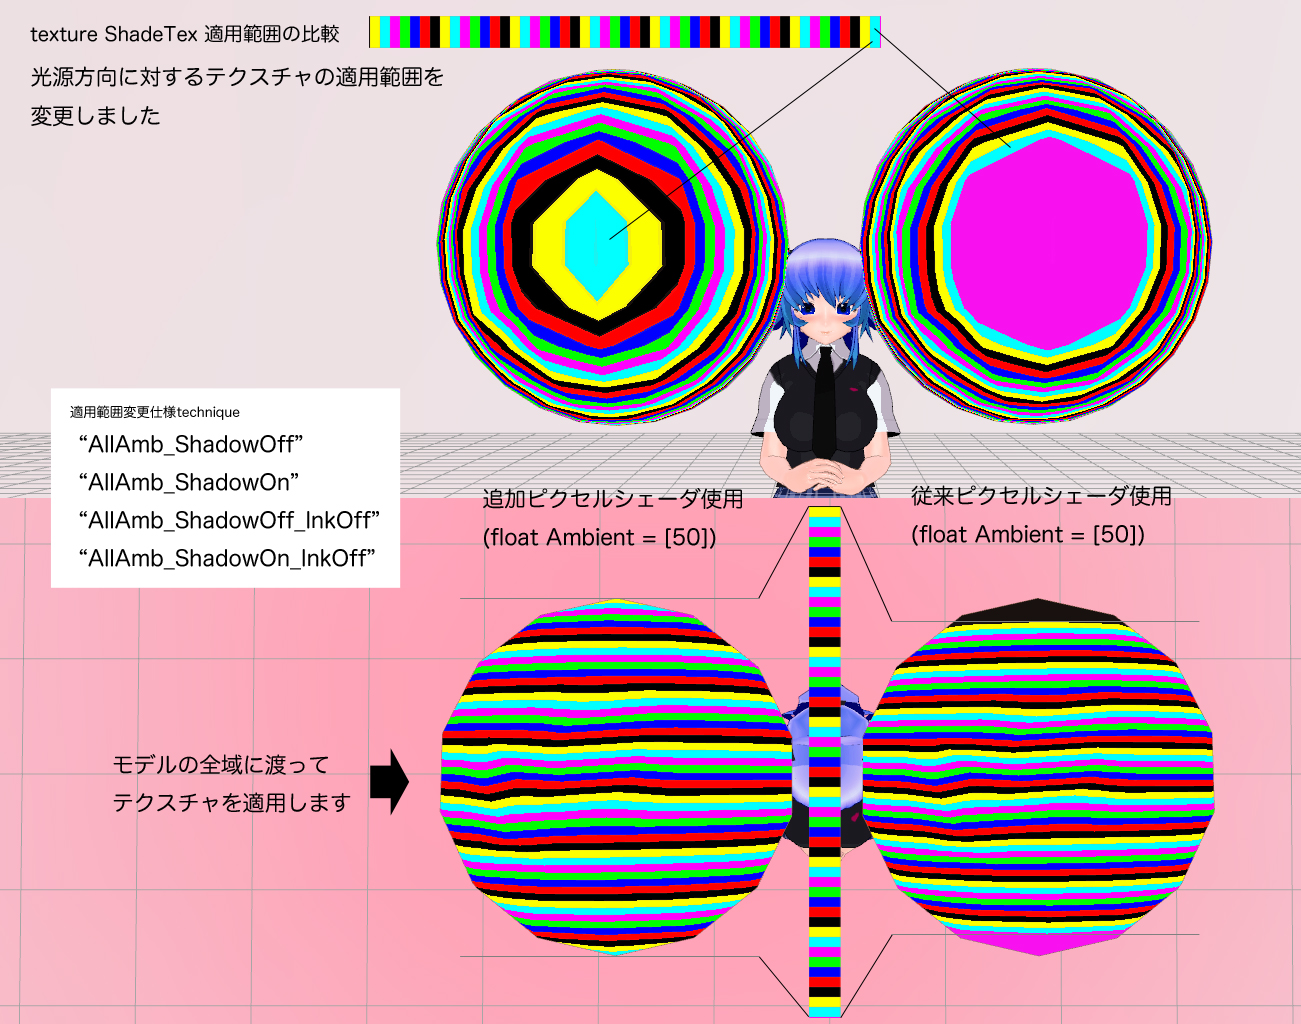 texture ShadeTex 適用範囲の比較
光源方向に対するテクスチャの適用範囲を
変更しました
適用範囲変更仕様technique
“AllAmb_ShadowOff”
“AllAmb_ShadowOn”
“AllAmb_ShadowOff_InkOff”
“AllAmb_ShadowOn_InkOff”
追加ピクセルシェーダ使用
(float Ambient = [50])
従来ピクセルシェーダ使用
(float Ambient = [50])
モデルの全域に渡って
テクスチャを適用します